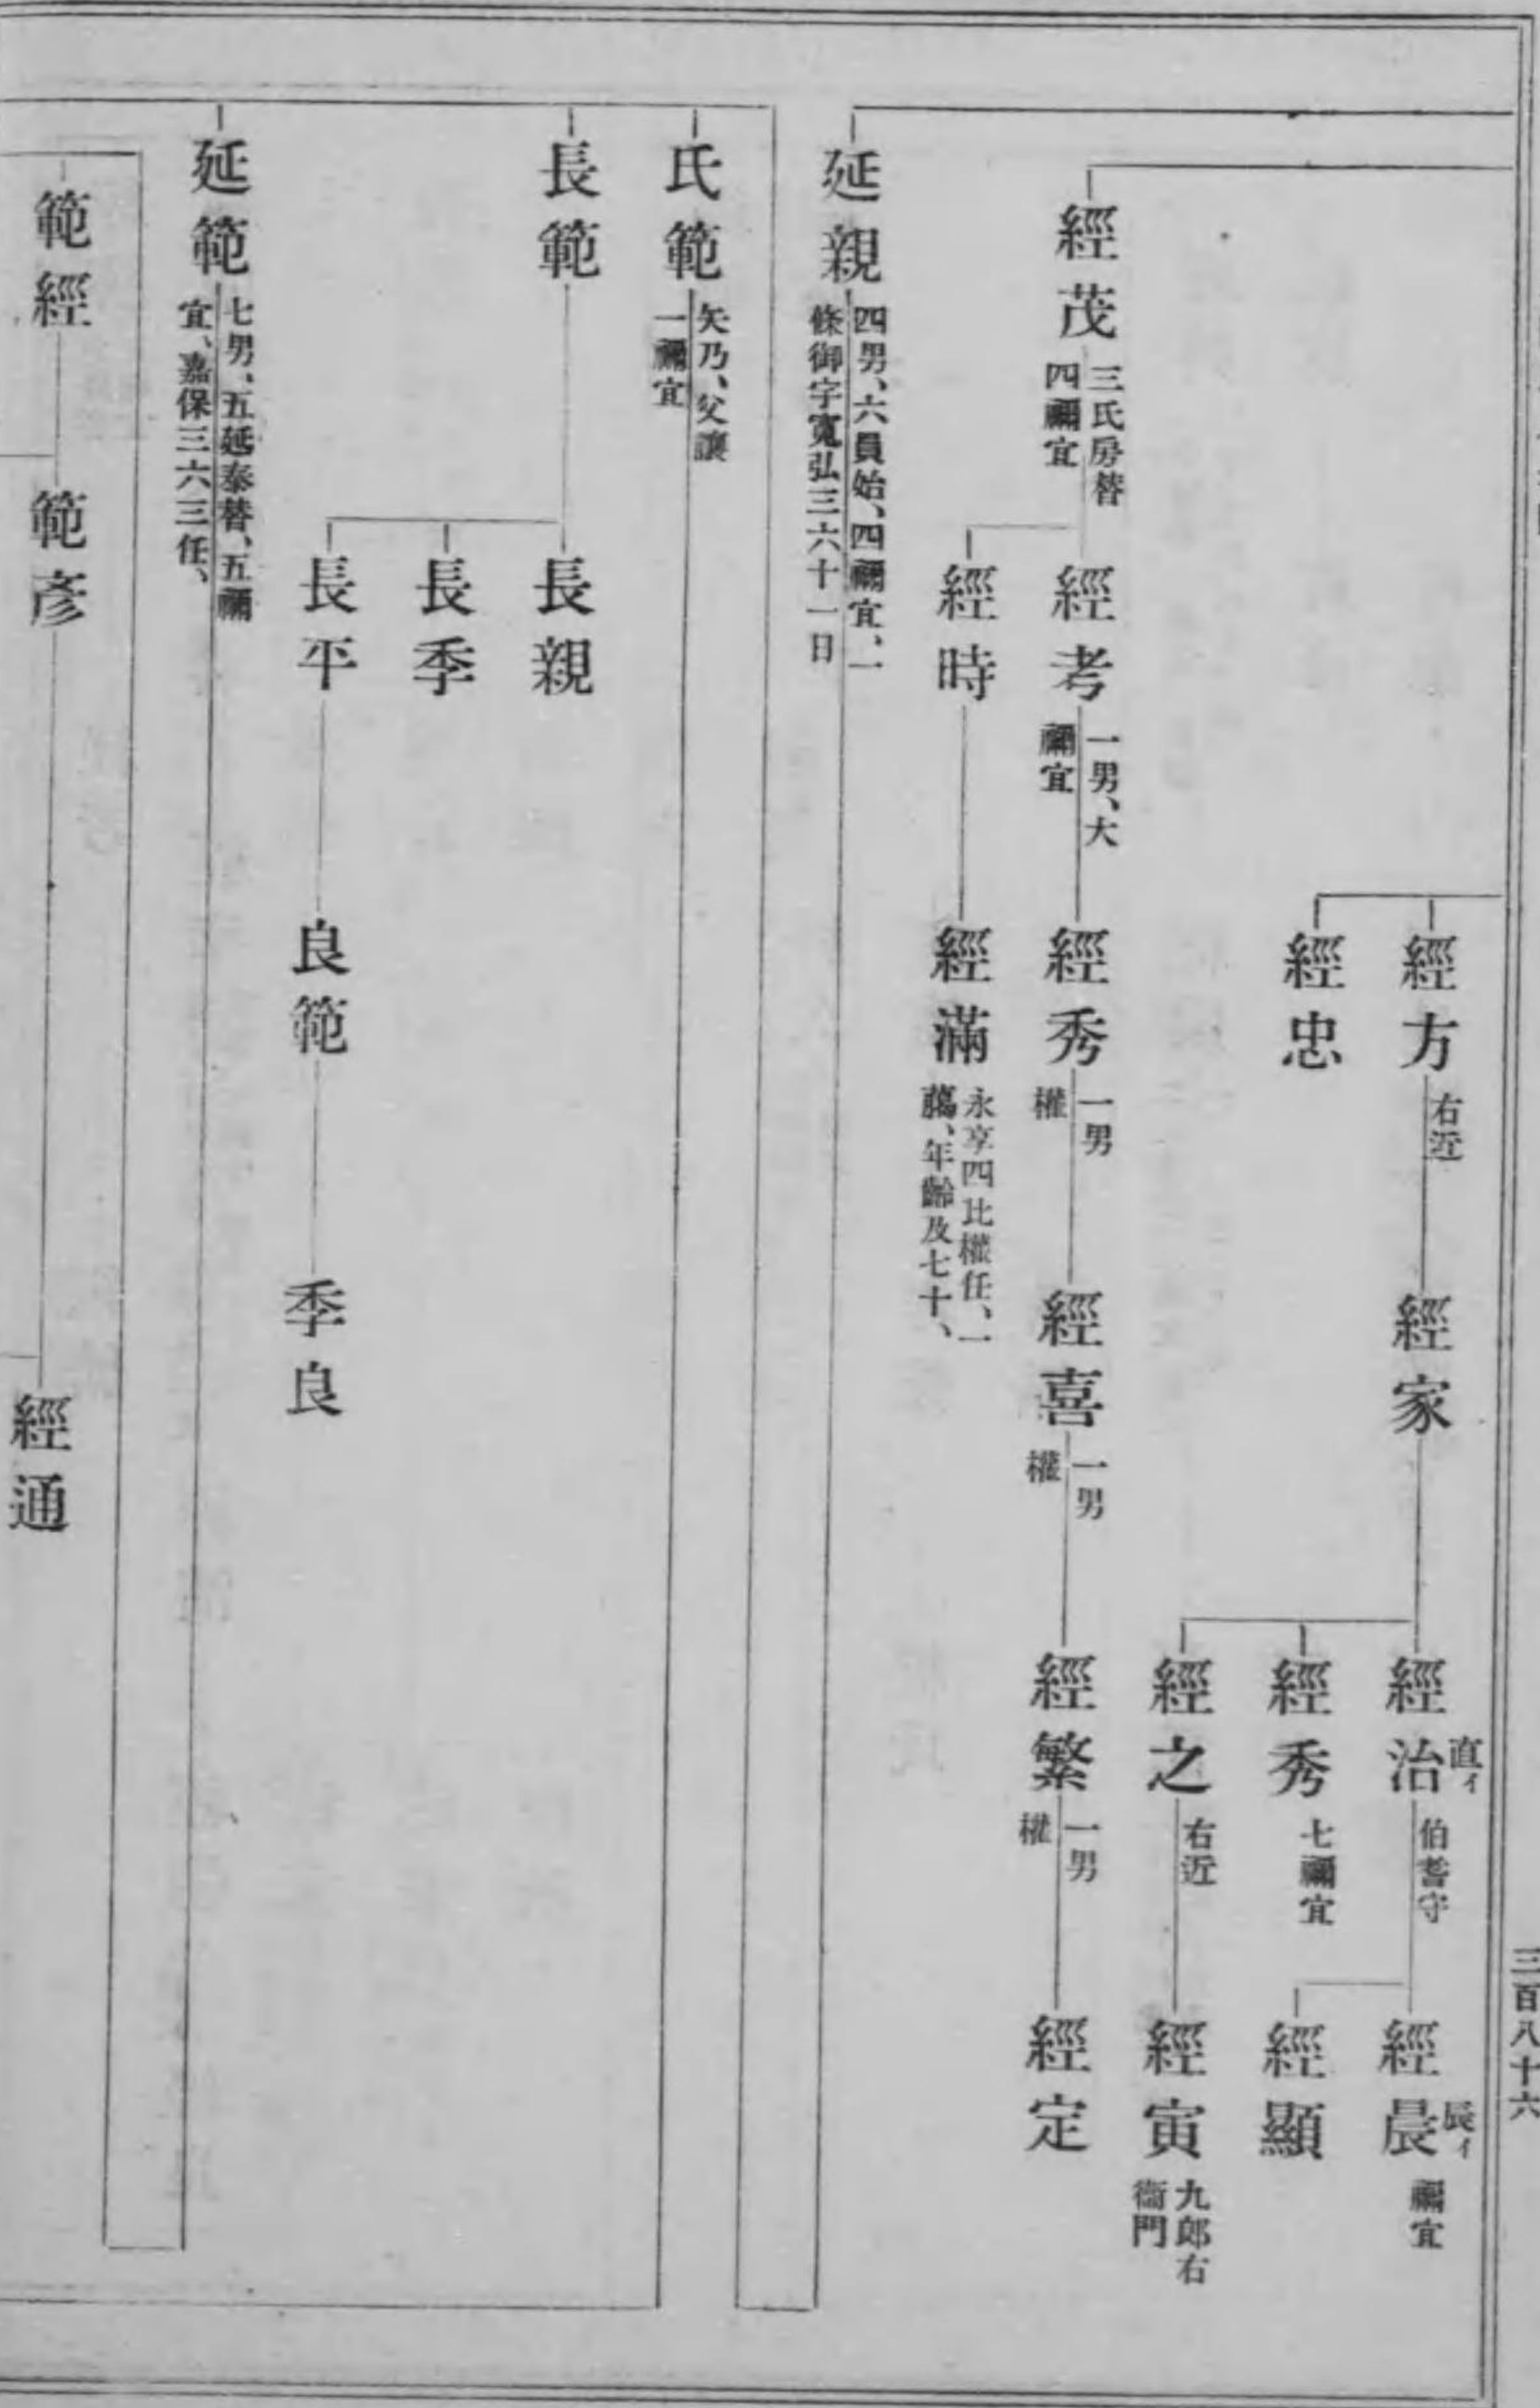 三百八十六
經方
右近
經家
經治
直イ
伯耆守
經晨
辰イ
禰宜
經顯
經秀
七禰宜
經之
右近
經寅
九郎右
衞門
經忠
經茂
三氏房替
四禰宜
經考
一男、大
禰宜
經秀
一男
權
經喜
一男
權
經繁
一男
權
經定
經時
經滿
永享四比權任、一
﨟、年齡及七十、
延親
四男、六員始、四禰宜、一
條御宇寬弘三六十一日
氏範
矢乃、父讓
一禰宜
長範
長親
長季
長平
良範
季良
延範
七男、五延泰替、五禰
宜、嘉保三六三任、
範經
範彥
經通